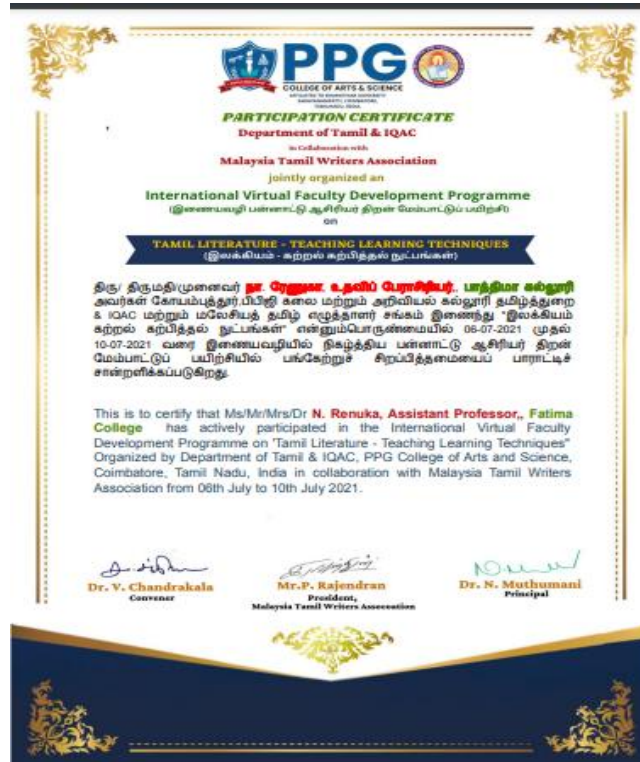 PPG
COLLEGE OF ARTS & SCIENCE
PARTICIPATION CERTIFICATE
Department of Tamil & IQAC
in Collaboration with
Malaysia Tamil Writers Association
jointly organized an
International Virtual Faculty Development Programme
(இணையவழி பன்னாட்டு ஆசிரியர் திறன் மேம்பாட்டுப் பயிற்சி)
on
TAMIL LITERATURE - TEACHING LEARNING TECHNIQUES
(இலக்கியம் - கற்றல் கற்பித்தல் நுட்பங்கள்)
திரு/ திருமதி/முனைவர் நா. ரேணுகா, உதவிப் பேராசிரியர்,, பாத்திமா கல்லூரி
அவர்கள் கோயம்புத்தூர்,பிபிஜி கலை மற்றும் அறிவியல் கல்லூரி தமிழ்த்துறை
& IQAC மற்றும் மலேசியத் தமிழ் எழுத்தாளர் சங்கம் இணைந்து "இலக்கியம்
கற்றல் கற்பித்தல் நுட்பங்கள்" என்னும்பொருண்மையில் 06-07-2021 முதல்
10-07-2021 வரை இணையவழியில் நிகழ்த்திய பன்னாட்டு ஆசிரியர் திறன்
மேம்பாட்டுப் பயிற்சியில் பங்கேற்றுச் சிறப்பித்தமையைப் பாராட்டிச்
சான்றளிக்கப்படுகிறது.
This is to certify that Ms/Mr/Mrs/Dr N. Renuka, Assistant Professor,, Fatima
College has actively participated in the International Virtual Faculty
Development Programme on 'Tamil Literature - Teaching Learning Techniques"
Organized by Department of Tamil & IQAC, PPG College of Arts and Science,
Coimbatore, Tamil Nadu, India in collaboration with Malaysia Tamil Writers
Association from 06th July to 10th July 2021.
Dr. V. Chandrakala
Convener
Mr.P. Rajendran
President,
Malaysia Tamil Writers Association
Dr. N. Muthumani
Principal